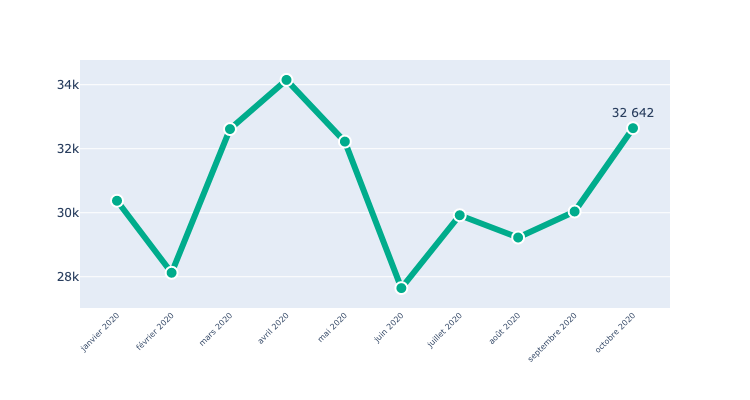 34k
32k
30k
28k
32 642
janvier 2020
février 2020
mars 2020
avril 2020
mai 2020
juin 2020
juillet 2020
août 2020
septembre 2020
octobre 2020